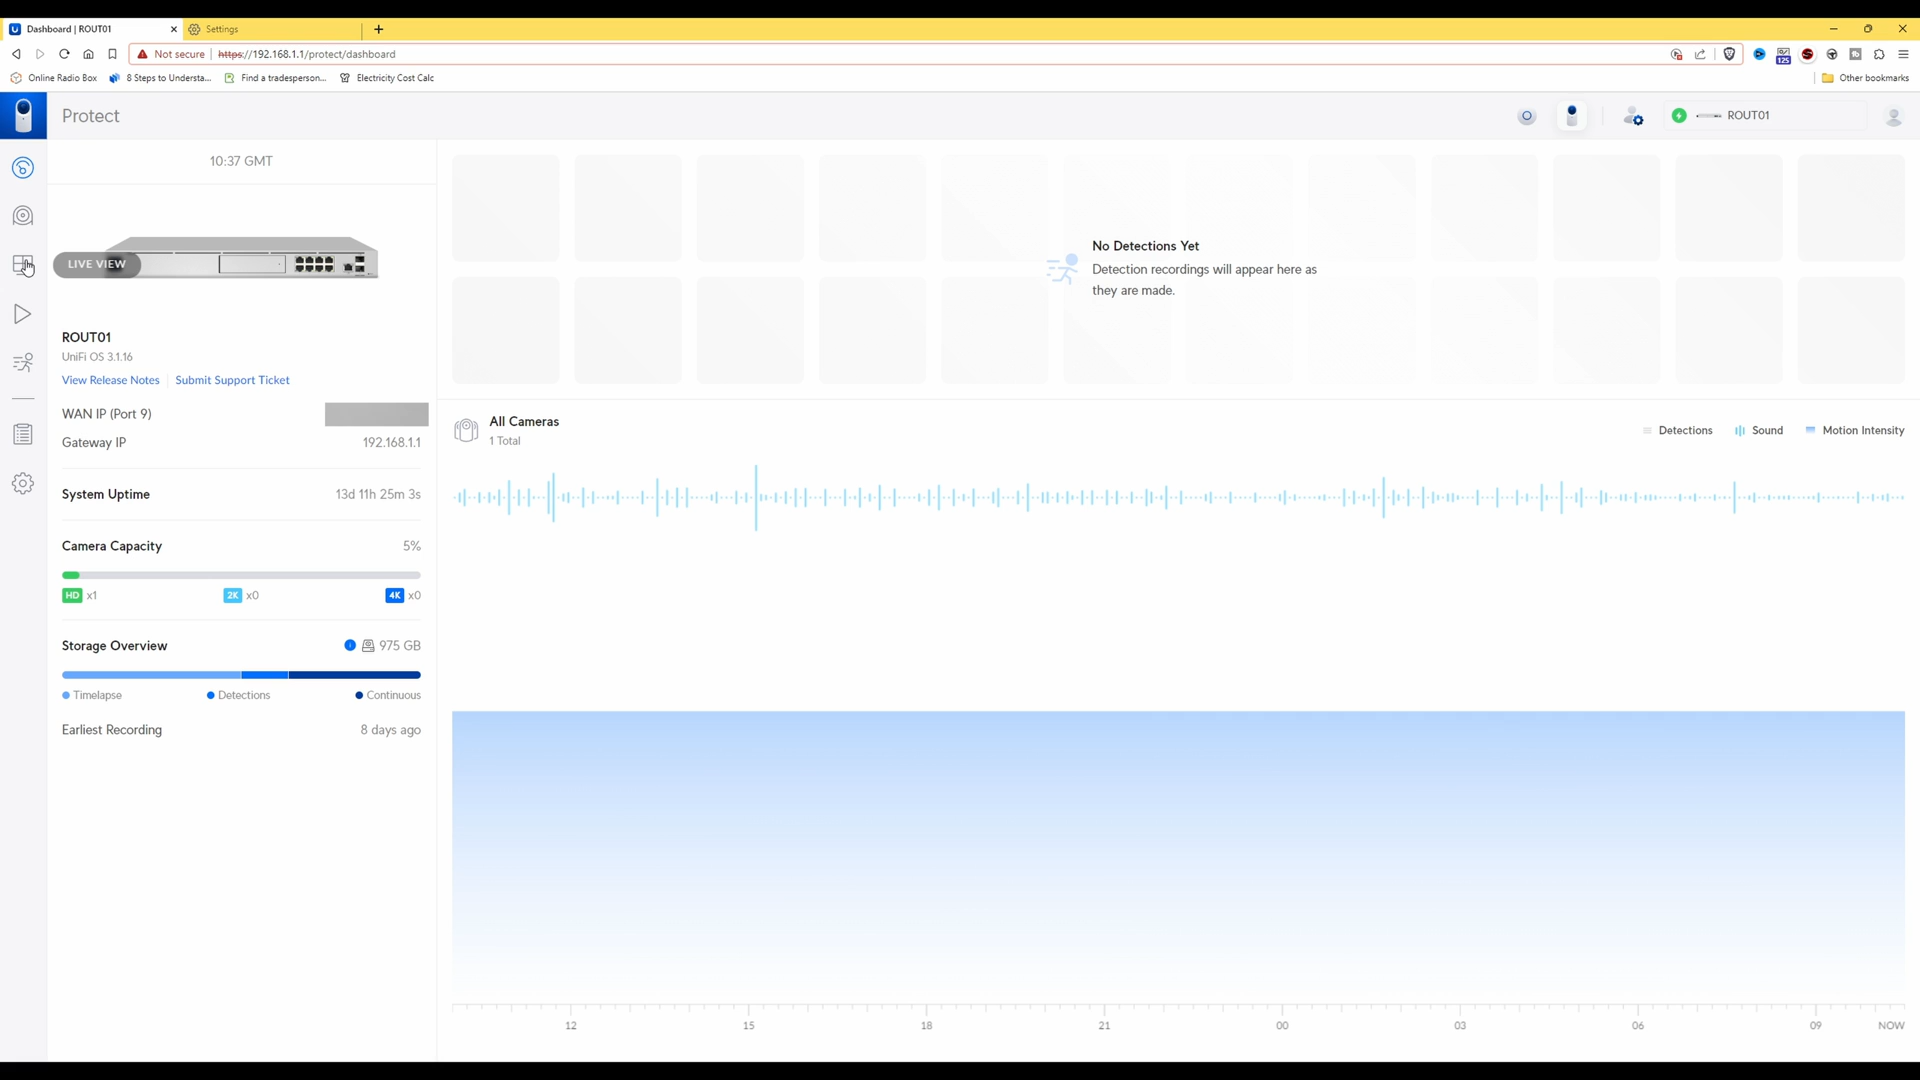 Dashboard | ROUT01
Settings
Not secure
https://192.168.1.1/protect/dashboard
125
Online Radio Box
8 Steps to Understa...
Find a tradesperson...
Electricity Cost Calc
Other bookmarks
Protect
ROUT01
10:37 GMT
LIVE VIEW
ROUT01
UniFi OS 3.1.16
View Release Notes
Submit Support Ticket
WAN IP (Port 9)
Gateway IP
192.168.1.1
System Uptime
13d 11h 25m 3s
Camera Capacity
5%
HD x1
2K x0
4K x0
Storage Overview
975 GB
Timelapse
Detections
Continuous
Earliest Recording
8 days ago
No Detections Yet
Detection recordings will appear here as
they are made.
All Cameras
1 Total
Detections
Sound
Motion Intensity
12
15
18
21
00
03
06
09
NOW